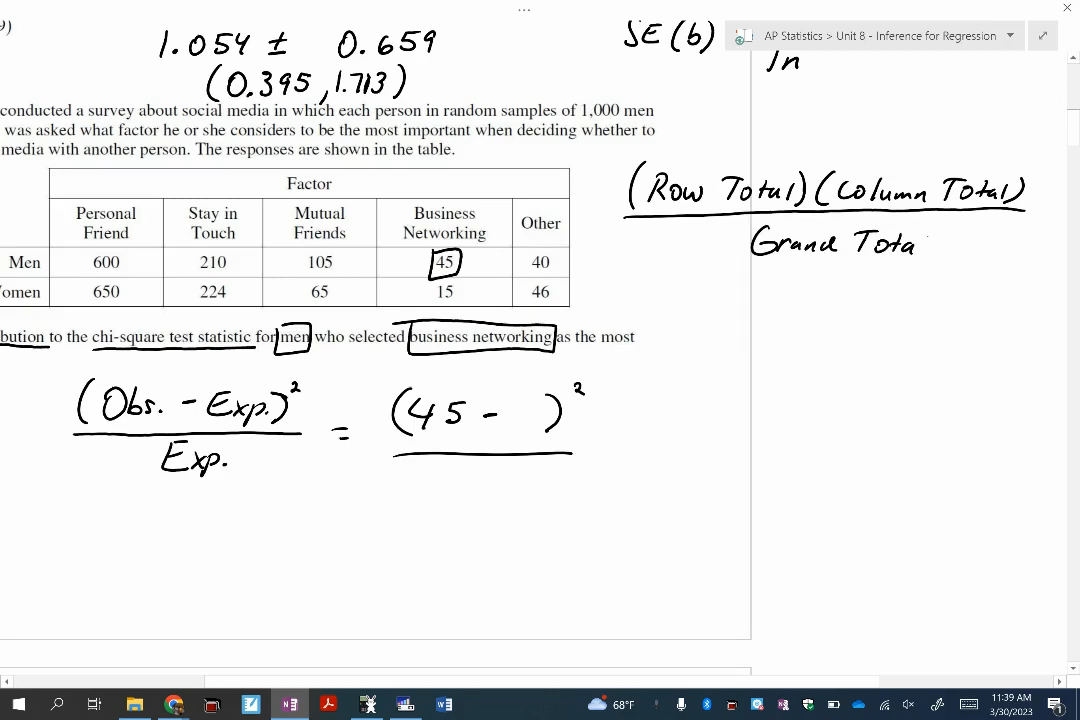 9)
1.054 ± 0.659
(0.395, 1.713)
SE(b)
AP Statistics > Unit 8 - Inference for Regression
conducted a survey about social media in which each person in random samples of 1,000 men
was asked what factor he or she considers to be the most important when deciding whether to
media with another person. The responses are shown in the table.
Factor
Personal Friend Stay in Touch Mutual Friends Business Networking Other
Men 600 210 105 45 40
omen 650 224 65 15 46
(Row Total)(Column Total)
Grand Tota
bution to the chi-square test statistic for men who selected business networking as the most
(Obs. - Exp.)² = (45 - )²
Exp.
68°F
11:39 AM
3/30/2023